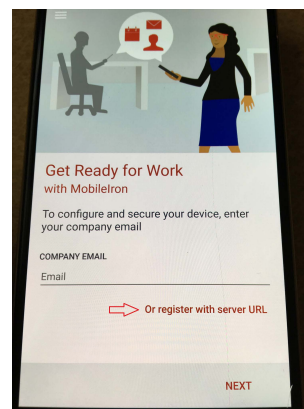 Get Ready for Work
with MobileIron
To configure and secure your device, enter
your company email
COMPANY EMAIL
Email
Or register with server URL
NEXT